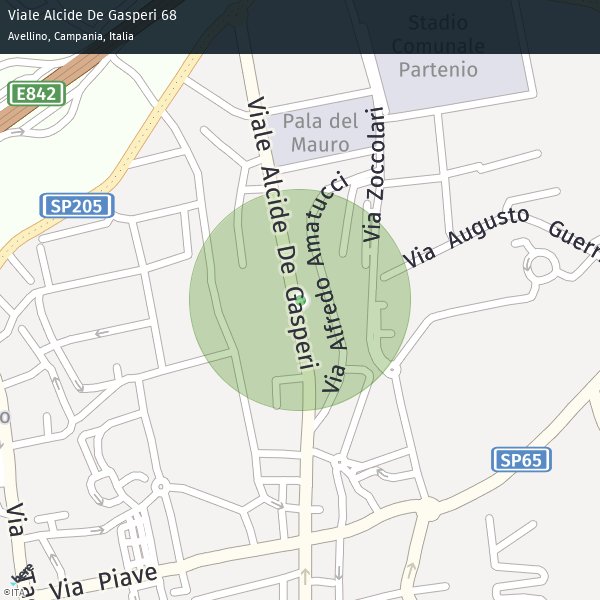 Viale Alcide De Gasperi 68
Avellino, Campania, Italia
Stadio
Comunale
Partenio
E842
Pala del
Mauro
Viale Alcide De Gasperi
Via Zoccolari
Via Alfredo Amatucci
SP205
Via Augusto Guerr
o
SP65
Via Ta
Via Piave
here
©ITA